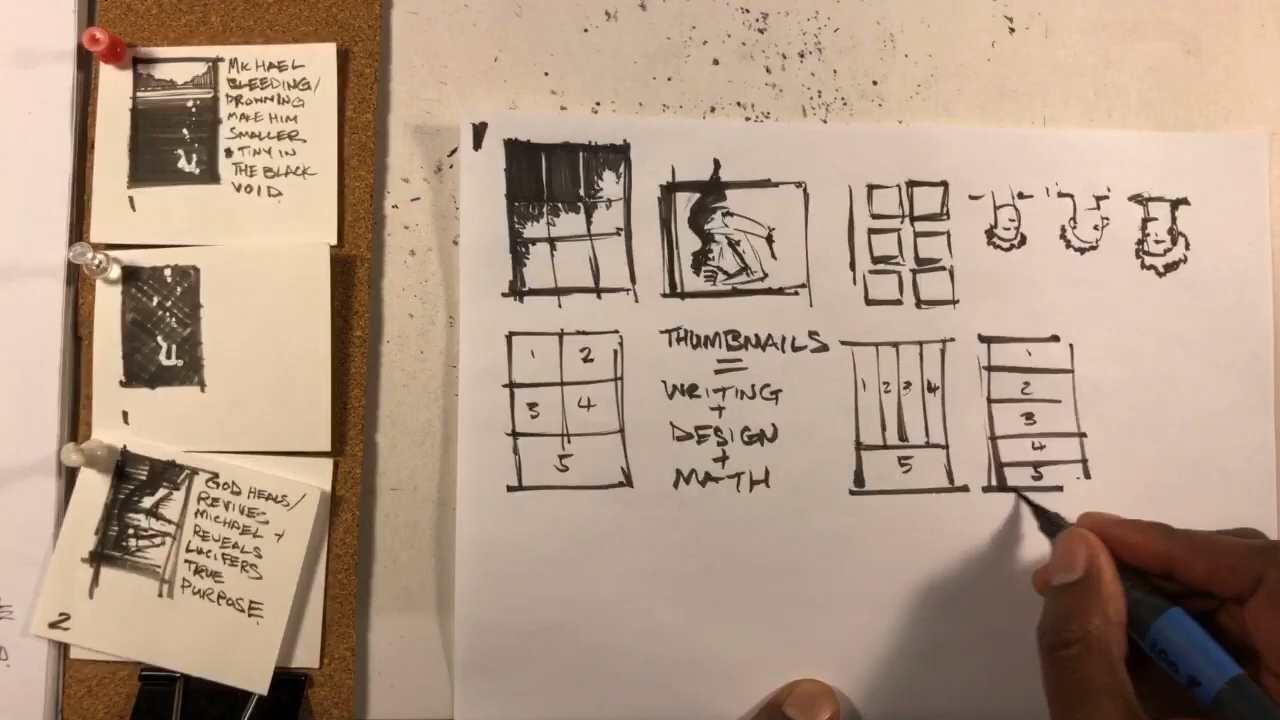 MICHAEL
BLEEDING/
DROWNING
MAKE HIM
SMALLER
TINY IN
THE BLACK
VOID
1
1
GOD HEALS/
REVIVES
MICHAEL +
REVEALS
LUCIFERS
TRUE
PURPOSE
2
1
1 2
3 4
5
THUMBNAILS
=
WRITING
+
DESIGN
+
MATH
1 2 3 4
5
1
2
3
4
5